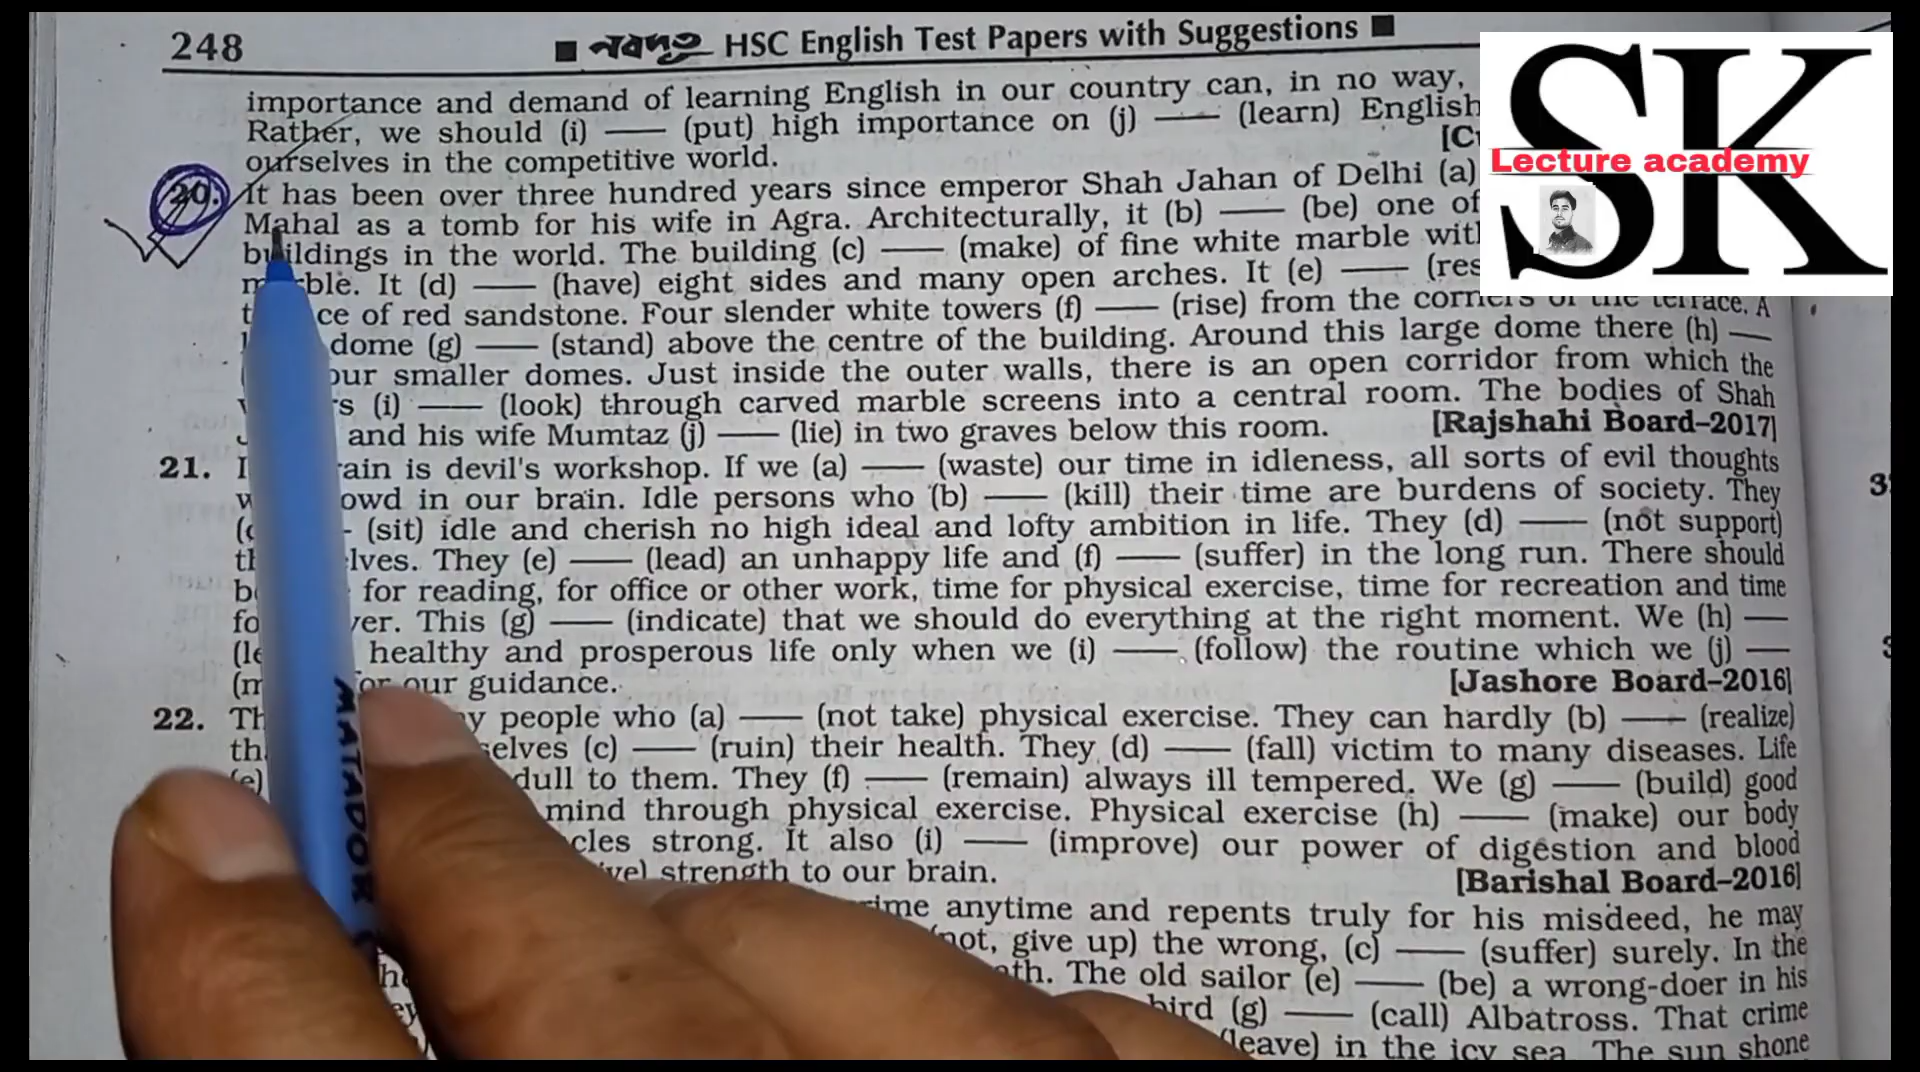 248 ■ নবদূত HSC English Test Papers with Suggestions ■
importance and demand of learning English in our country can, in no way,
Rather, we should (i) —— (put) high importance on (j) —— (learn) English
ourselves in the competitive world.
SK
Lecture academy
20. It has been over three hundred years since emperor Shah Jahan of Delhi (a)
Mahal as a tomb for his wife in Agra. Architecturally, it (b) —— (be) one of
buildings in the world. The building (c) —— (make) of fine white marble with
It (d) —— (have) eight sides and many open arches. It (e) ——
of red sandstone. Four slender white towers (f) —— (rise) from the corners of the terrace. A
dome (g) —— (stand) above the centre of the building. Around this large dome there (h) ——
smaller domes. Just inside the outer walls, there is an open corridor from which the
(i) —— (look) through carved marble screens into a central room. The bodies of Shah
and his wife Mumtaz (j) —— (lie) in two graves below this room. [Rajshahi Board–2017]
21. is devil's workshop. If we (a) —— (waste) our time in idleness, all sorts of evil thoughts
in our brain. Idle persons who (b) —— (kill) their time are burdens of society. They
(sit) idle and cherish no high ideal and lofty ambition in life. They (d) —— (not support)
They (e) —— (lead) an unhappy life and (f) —— (suffer) in the long run. There should
for reading, for office or other work, time for physical exercise, time for recreation and time
This (g) —— (indicate) that we should do everything at the right moment. We (h) ——
healthy and prosperous life only when we (i) —— (follow) the routine which we (j) ——
for our guidance. [Jashore Board–2016]
22. people who (a) —— (not take) physical exercise. They can hardly (b) —— (realize)
(c) —— (ruin) their health. They (d) —— (fall) victim to many diseases. Life
(e) dull to them. They (f) —— (remain) always ill tempered. We (g) —— (build) good
mind through physical exercise. Physical exercise (h) —— (make) our body
strong. It also (i) —— (improve) our power of digestion and blood
strength to our brain. [Barishal Board–2016]
anytime and repents truly for his misdeed, he may
(not, give up) the wrong, (c) —— (suffer) surely. In the
The old sailor (e) —— (be) a wrong-doer in his
bird (g) —— (call) Albatross. That crime
(leave) in the icy sea. The sun shone
MATADOR